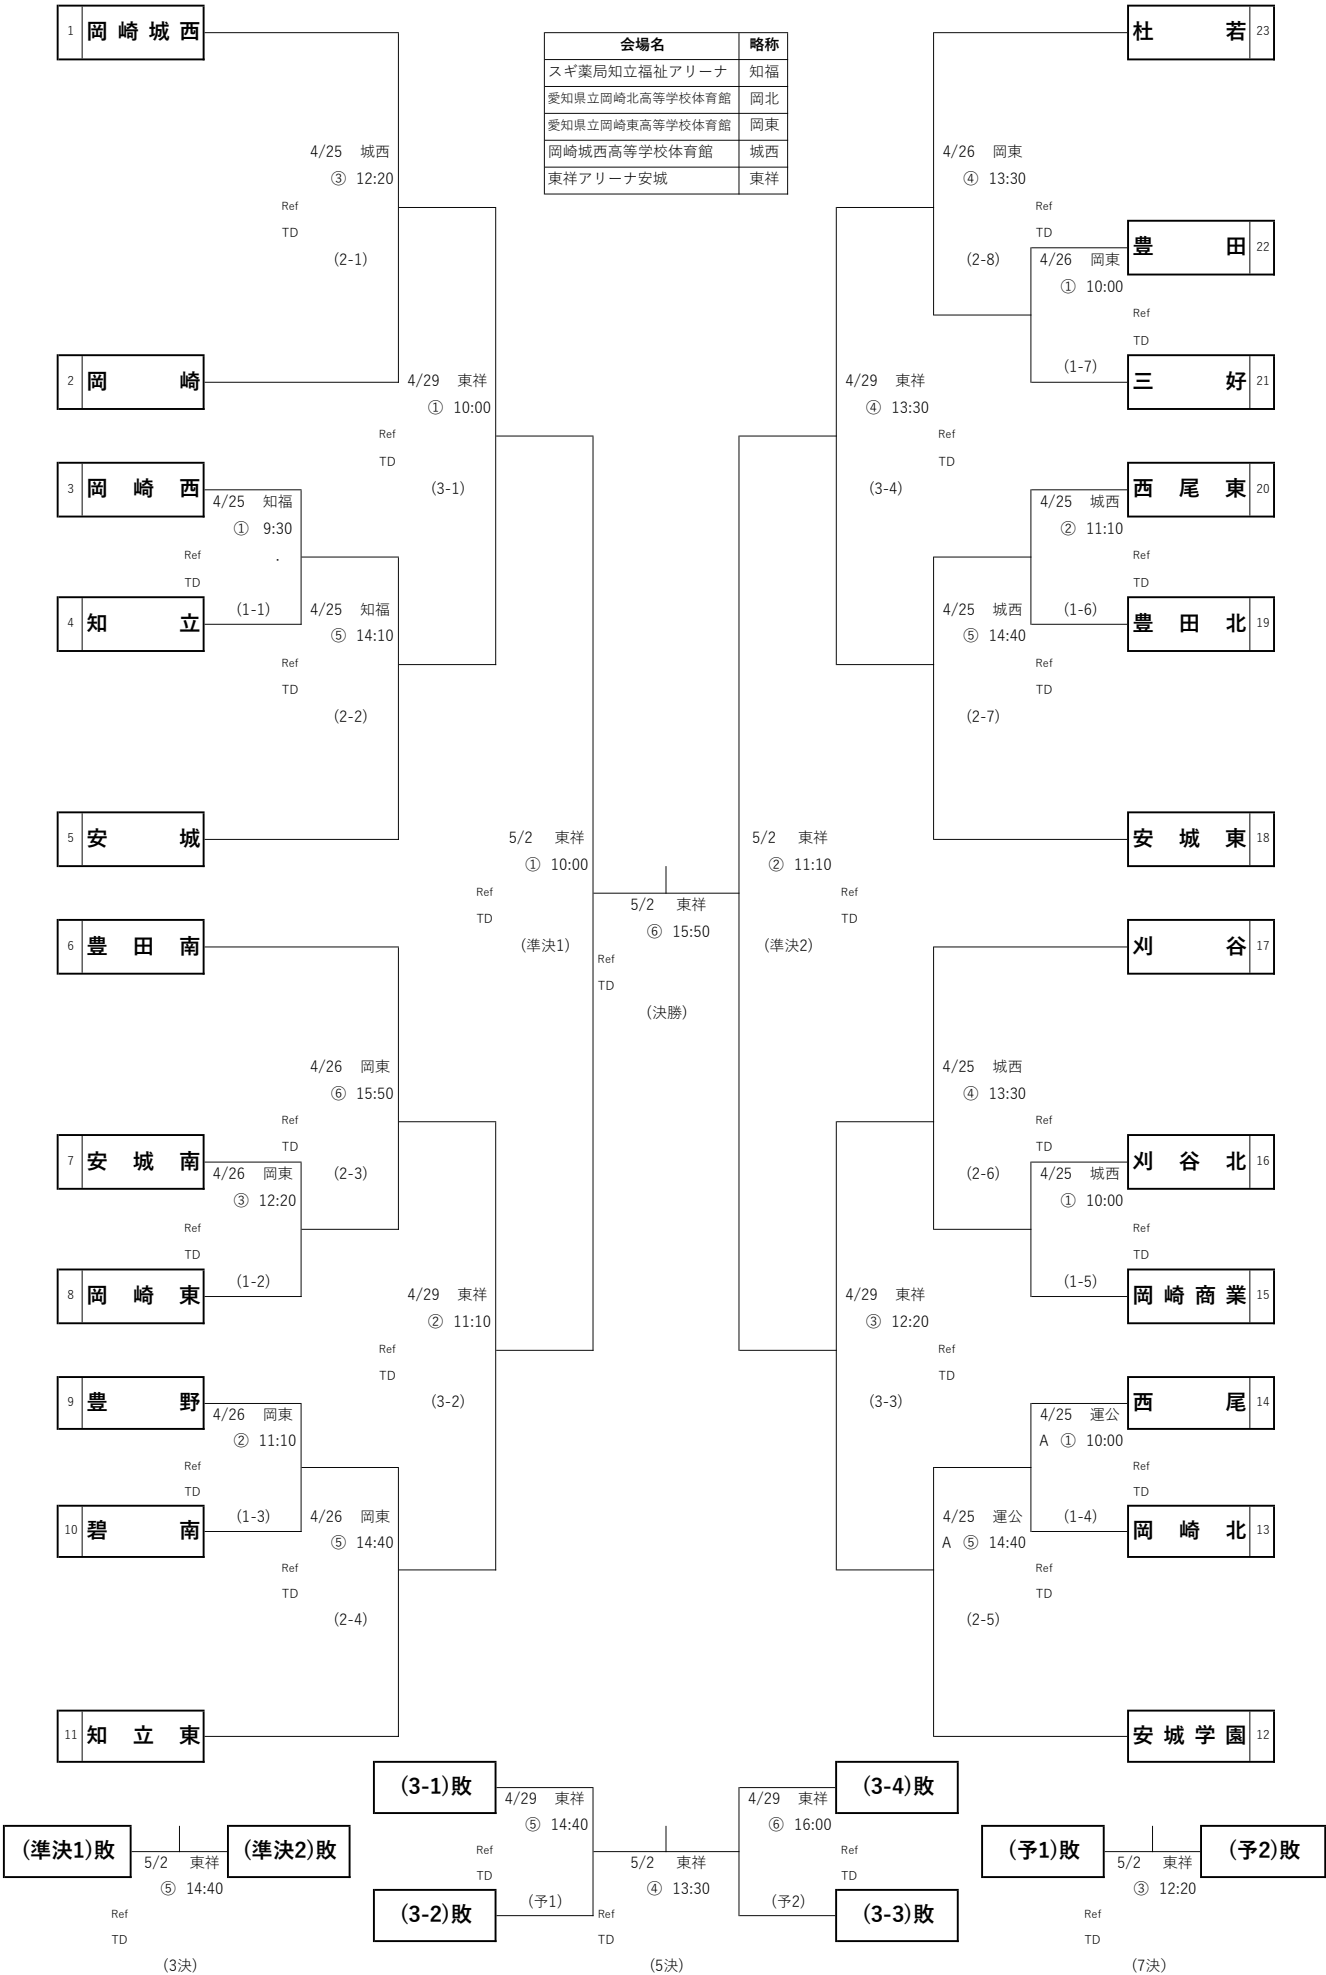 1 岡崎城西
杜若 23
会場名 略称
スギ薬局知立福祉アリーナ 知福
愛知県立岡崎北高等学校体育館 岡北
愛知県立岡崎東高等学校体育館 岡東
岡崎城西高等学校体育館 城西
東祥アリーナ安城 東祥
4/25 城西
③ 12:20
Ref
TD
(2-1)
2 岡崎
4/29 東祥
① 10:00
Ref
TD
(3-1)
3 岡崎西
4/25 知福
① 9:30
Ref .
TD
(1-1)
4 知立
4/25 知福
⑤ 14:10
Ref
TD
(2-2)
5 安城
5/2 東祥
① 10:00
Ref
TD
(準決1)
6 豊田南
4/26 岡東
⑥ 15:50
Ref
TD
(2-3)
7 安城南
4/26 岡東
③ 12:20
Ref
TD
(1-2)
8 岡崎東
4/29 東祥
② 11:10
Ref
TD
(3-2)
9 豊野
4/26 岡東
② 11:10
Ref
TD
(1-3)
10 碧南
4/26 岡東
⑤ 14:40
Ref
TD
(2-4)
11 知立東
5/2 東祥
⑥ 15:50
Ref
TD
(決勝)
4/26 岡東
④ 13:30
Ref
TD
(2-8)
豊田 22
4/26 岡東
① 10:00
Ref
TD
(1-7)
三好 21
4/29 東祥
④ 13:30
Ref
TD
(3-4)
西尾東 20
4/25 城西
② 11:10
Ref
TD
(1-6)
豊田北 19
4/25 城西
⑤ 14:40
Ref
TD
(2-7)
安城東 18
5/2 東祥
② 11:10
Ref
TD
(準決2)
刈谷 17
4/25 城西
④ 13:30
Ref
TD
(2-6)
刈谷北 16
4/25 城西
① 10:00
Ref
TD
(1-5)
岡崎商業 15
4/29 東祥
③ 12:20
Ref
TD
(3-3)
西尾 14
4/25 運公
A ① 10:00
Ref
TD
(1-4)
岡崎北 13
4/25 運公
A ⑤ 14:40
Ref
TD
(2-5)
安城学園 12
(準決1)敗
(準決2)敗
5/2 東祥
⑤ 14:40
Ref
TD
(3決)
(3-1)敗
4/29 東祥
⑤ 14:40
Ref
TD
(予1)
(3-2)敗
5/2 東祥
④ 13:30
Ref
TD
(5決)
(3-4)敗
4/29 東祥
⑥ 16:00
Ref
TD
(予2)
(3-3)敗
(予1)敗
(予2)敗
5/2 東祥
③ 12:20
Ref
TD
(7決)